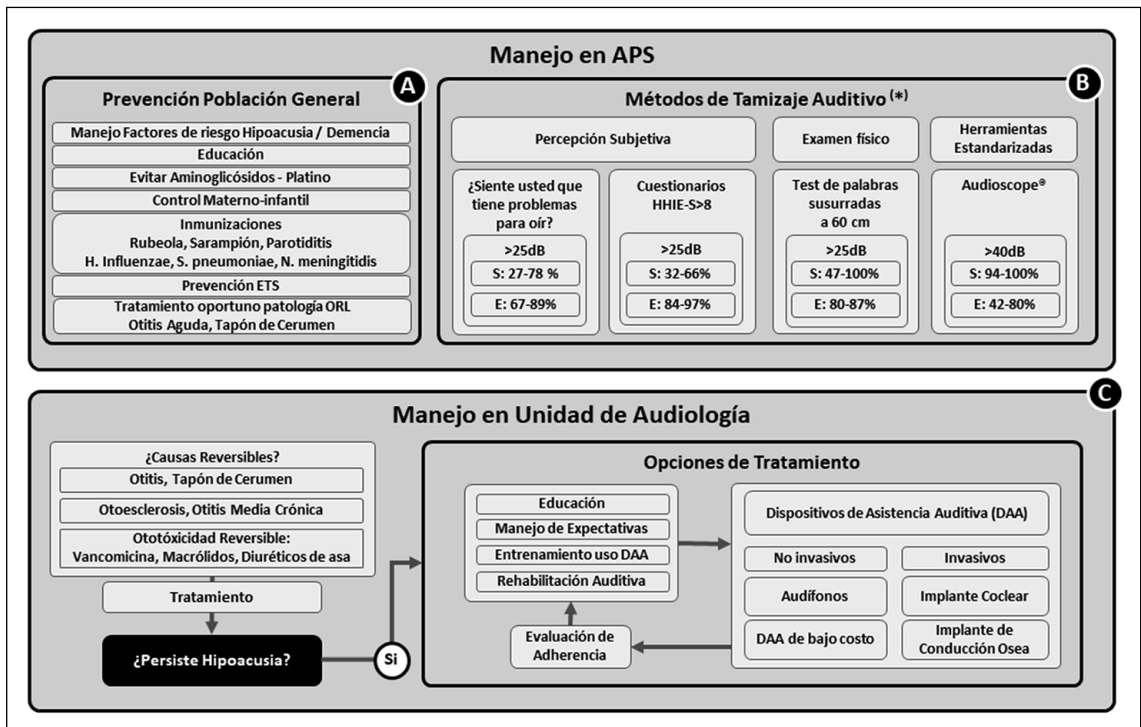 Manejo en APS
A
Prevención Población General
Manejo Factores de riesgo Hipoacusia / Demencia
Educación
Evitar Aminoglicósidos - Platino
Control Materno-infantil
Inmunizaciones
Rubeola, Sarampión, Parotiditis
H. Influenzae, S. pneumoniae, N. meningitidis
Prevención ETS
Tratamiento oportuno patología ORL
Otitis Aguda, Tapón de Cerumen
B
Métodos de Tamizaje Auditivo (*)
Percepción Subjetiva
¿Siente usted que
tiene problemas
para oír?
>25dB
S: 27-78 %
E: 67-89%
Cuestionarios
HHIE-S>8
>25dB
S: 32-66%
E: 84-97%
Examen físico
Test de palabras
susurradas
a 60 cm
>25dB
S: 47-100%
E: 80-87%
Herramientas
Estandarizadas
Audioscope®
>40dB
S: 94-100%
E: 42-80%
C
Manejo en Unidad de Audiología
¿Causas Reversibles?
Otitis, Tapón de Cerumen
Otoesclerosis, Otitis Media Crónica
Ototóxicidad Reversible:
Vancomicina, Macrólidos, Diuréticos de asa
Tratamiento
¿Persiste Hipoacusia?
Si
Opciones de Tratamiento
Educación
Manejo de Expectativas
Entrenamiento uso DAA
Rehabilitación Auditiva
Evaluación de
Adherencia
Dispositivos de Asistencia Auditiva (DAA)
No invasivos
Audífonos
DAA de bajo costo
Invasivos
Implante Coclear
Implante de
Conducción Osea